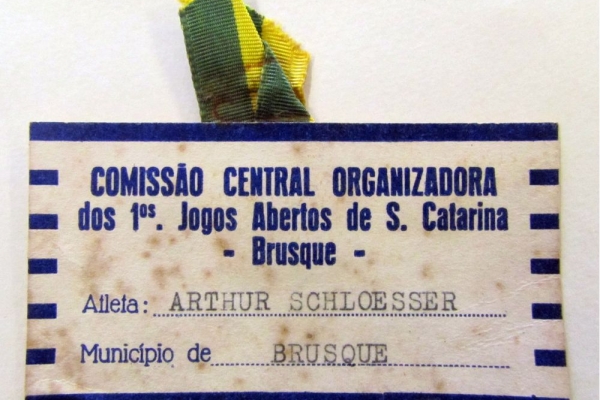 COMISSÃO CENTRAL ORGANIZADORA
dos 1ºs. Jogos Abertos de S. Catarina
- Brusque -
Atleta: ARTHUR SCHLOESSER
Município de BRUSQUE